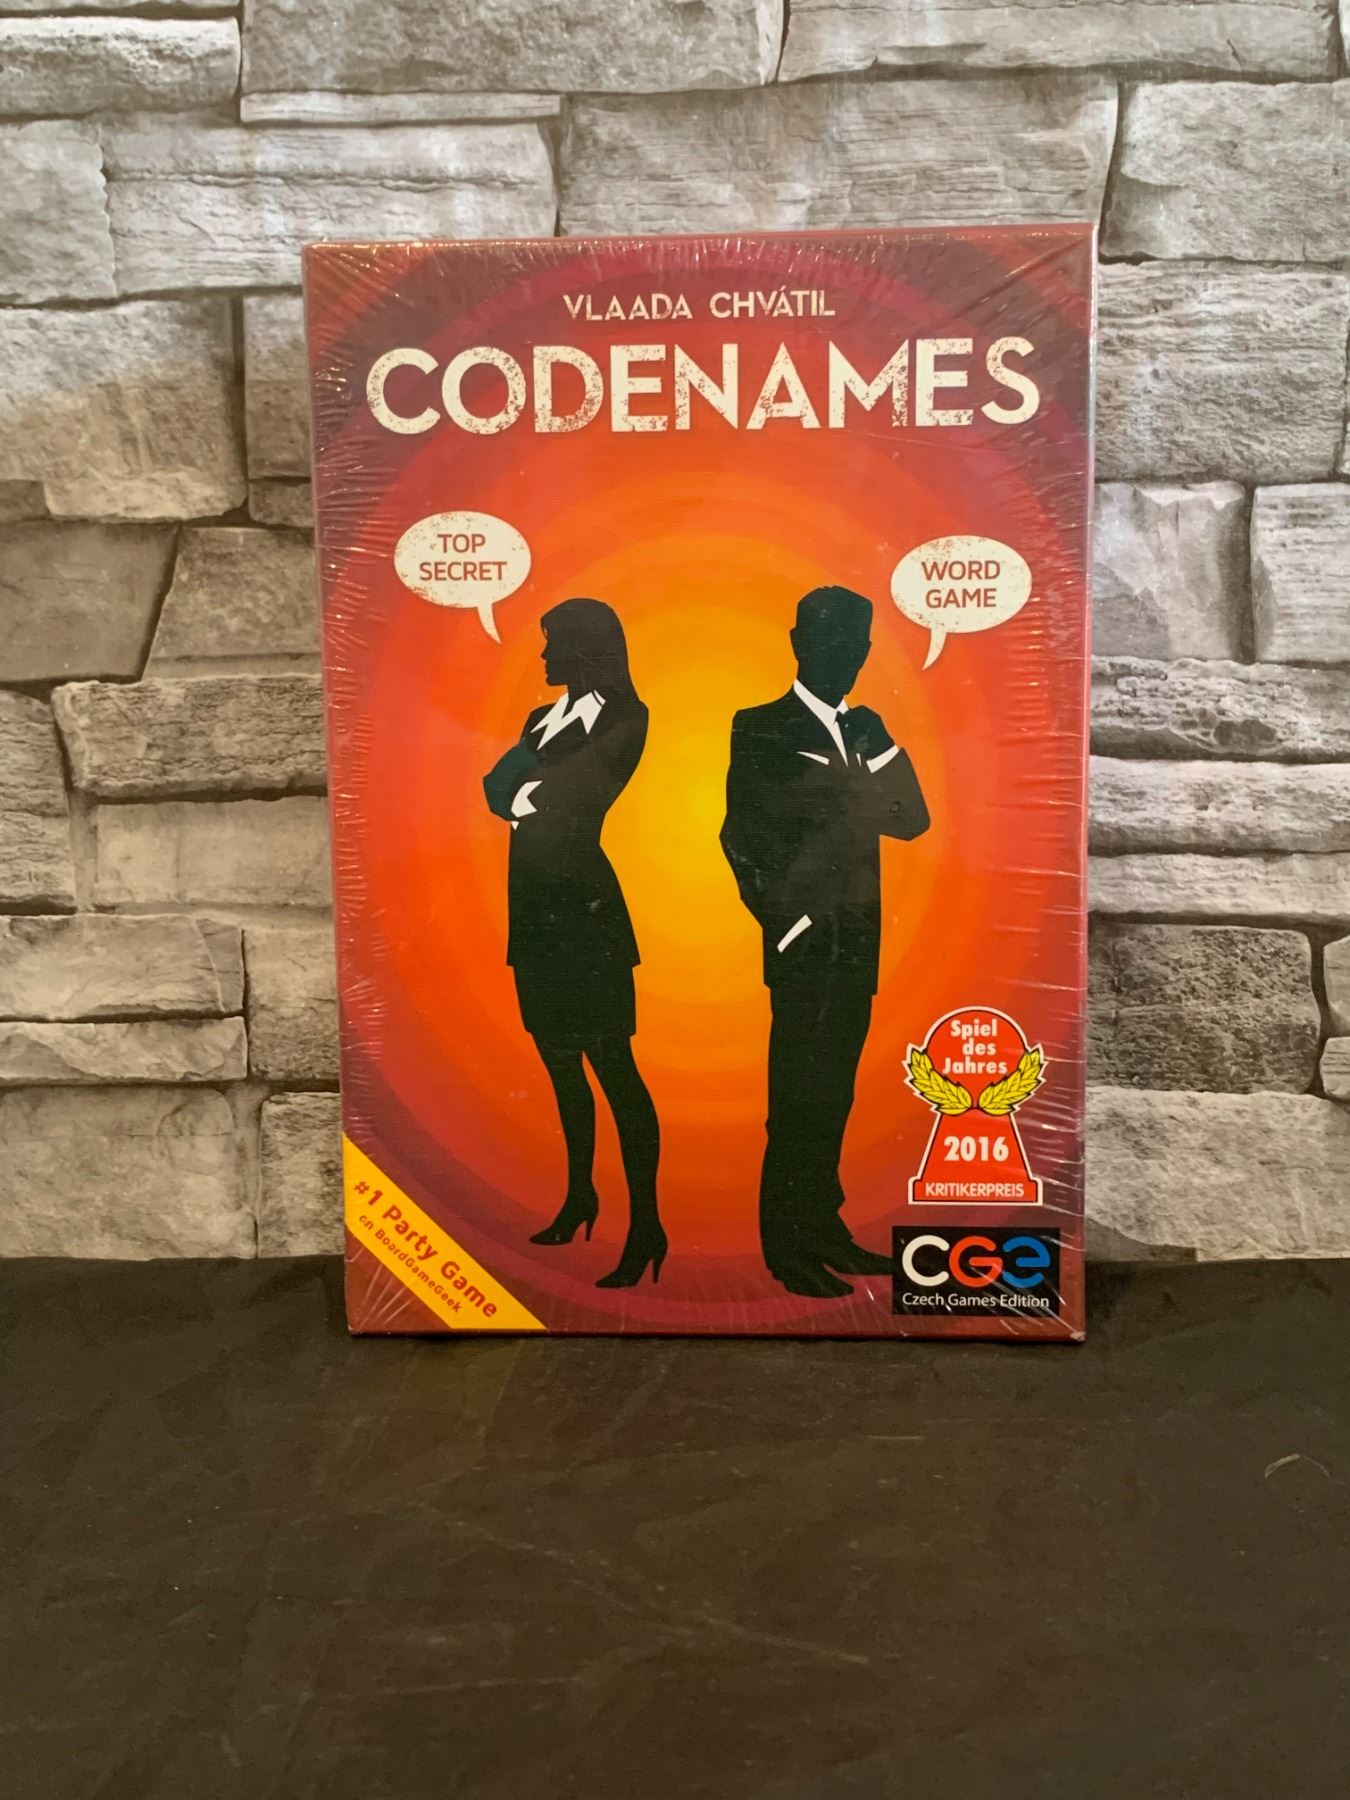 VLAADA CHVÁTIL
CODENAMES
TOP
SECRET
WORD
GAME
Spiel
des
Jahres
2016
KRITIKERPREIS
#1 Party Game
on BoardGameGeek
CGE
Czech Games Edition